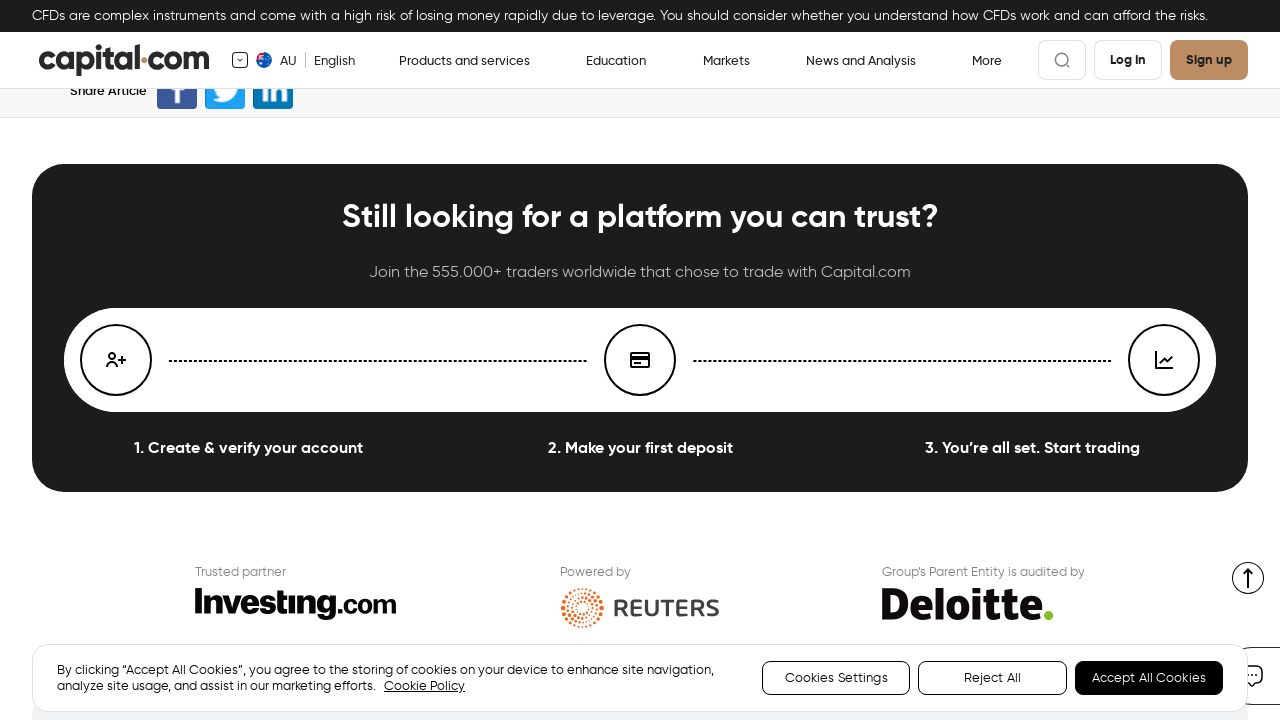 CFDs are complex instruments and come with a high risk of losing money rapidly due to leverage. You should consider whether you understand how CFDs work and can afford the risks.
capital.com AU English Products and services Education Markets News and Analysis More Log In Sign up
Share Article
Still looking for a platform you can trust?
Join the 555.000+ traders worldwide that chose to trade with Capital.com
1. Create & verify your account 2. Make your first deposit 3. You’re all set. Start trading
Trusted partner Powered by Group’s Parent Entity is audited by
Investing.com REUTERS Deloitte.
By clicking “Accept All Cookies”, you agree to the storing of cookies on your device to enhance site navigation,
analyze site usage, and assist in our marketing efforts. Cookie Policy
Cookies Settings Reject All Accept All Cookies